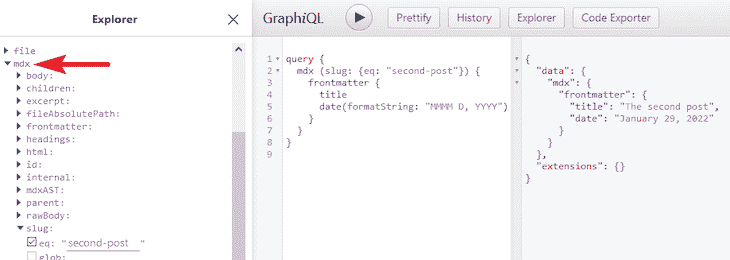 Explorer
file
mdx
body:
children:
excerpt:
fileAbsolutePath:
frontmatter:
headings:
html:
id:
internal:
mdxAST:
parent:
rawBody:
slug:
eq: "second-post"
glob:
GraphiQL Prettify History Explorer Code Exporter
1 query {
2 mdx (slug: {eq: "second-post"}) {
3 frontmatter {
4 title
5 date(formatString: "MMMM D, YYYY")
6 }
7 }
8 }
9
{
"data": {
"mdx": {
"frontmatter": {
"title": "The second post",
"date": "January 29, 2022"
}
}
},
"extensions": {}
}